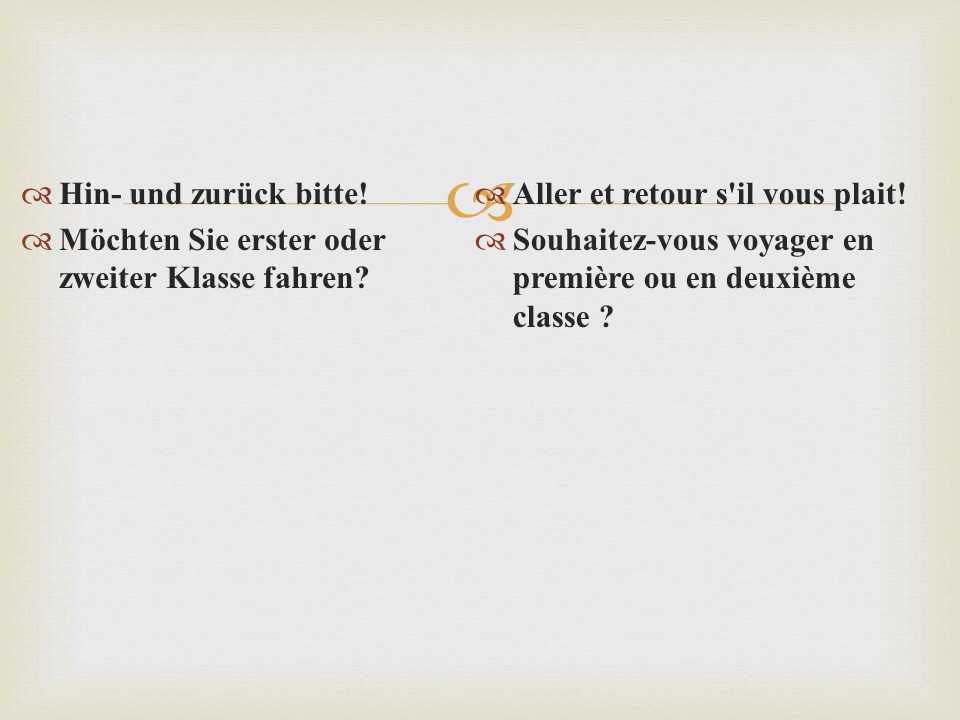 Hin- und zurück bitte!
Möchten Sie erster oder
zweiter Klasse fahren?
Aller et retour s'il vous plait!
Souhaitez-vous voyager en
première ou en deuxième
classe ?